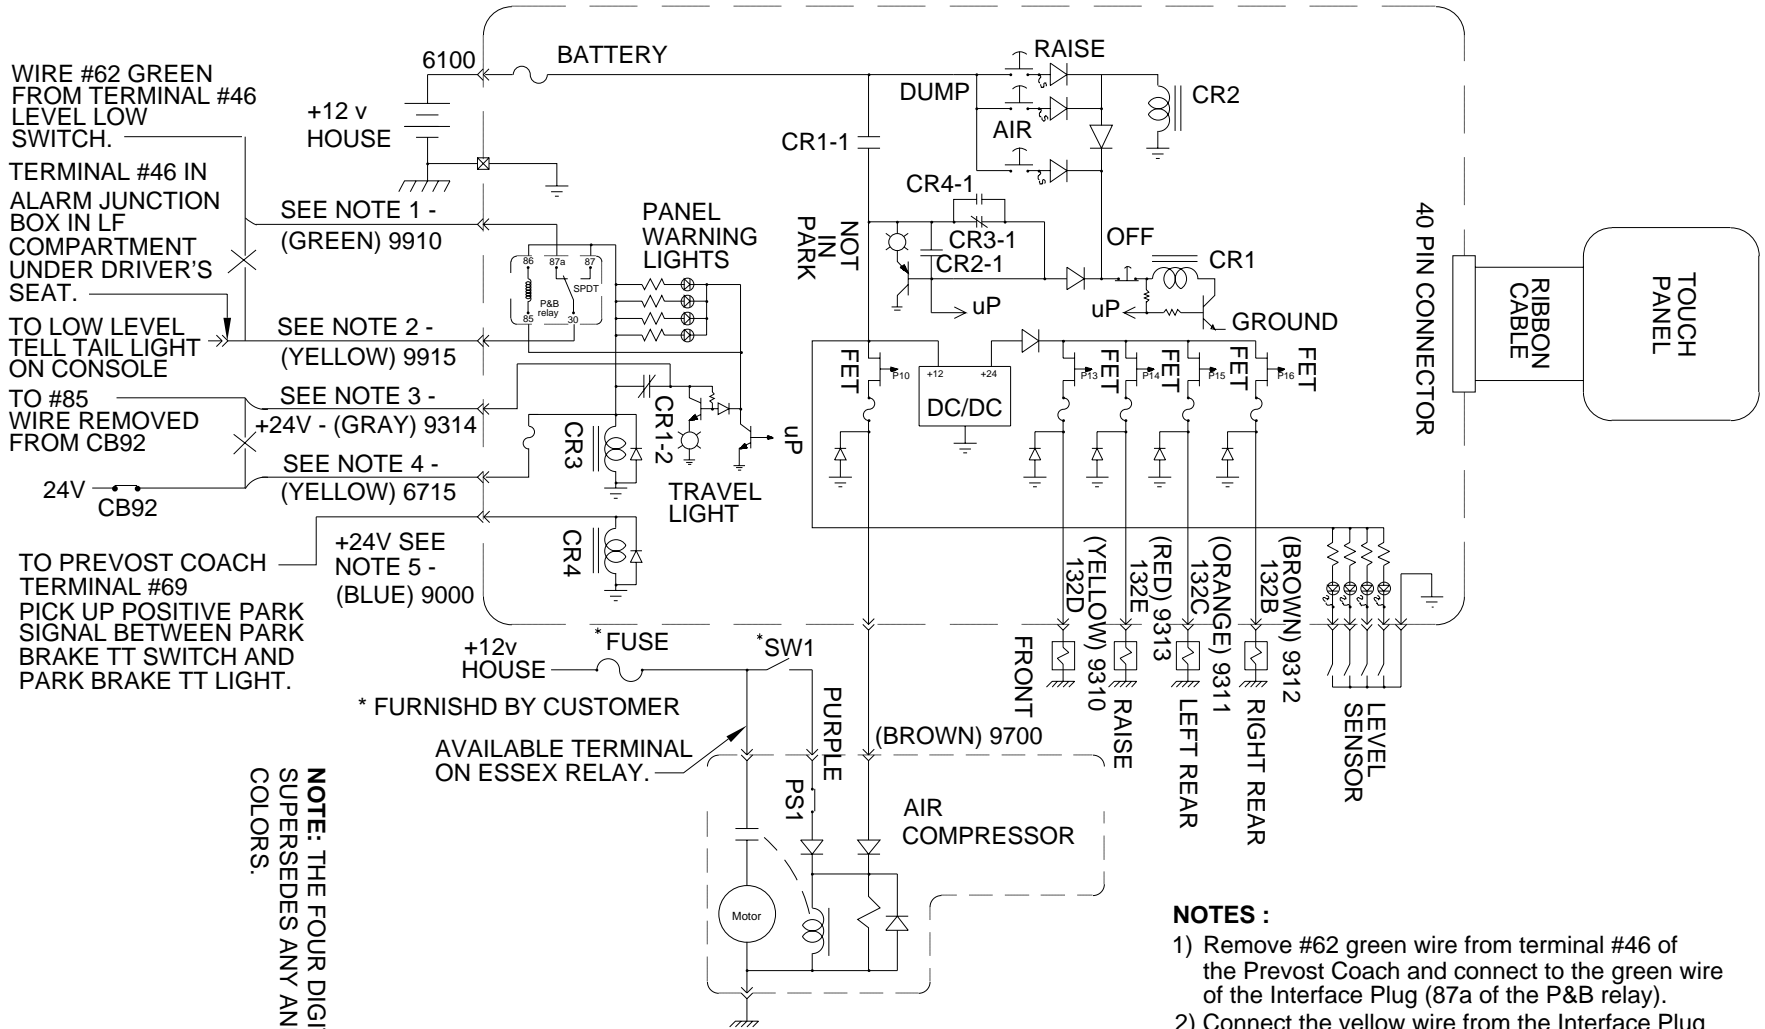 WIRE #62 GREEN
FROM TERMINAL #46
LEVEL LOW
SWITCH.
TERMINAL #46 IN
ALARM JUNCTION
BOX IN LF
COMPARTMENT
UNDER DRIVER'S
SEAT.
TO LOW LEVEL
TELL TAIL LIGHT
ON CONSOLE
TO #85
WIRE REMOVED
FROM CB92
24V
CB92
TO PREVOST COACH
TERMINAL #69
PICK UP POSITIVE PARK
SIGNAL BETWEEN PARK
BRAKE TT SWITCH AND
PARK BRAKE TT LIGHT.
6100
BATTERY
+12 v
HOUSE
SEE NOTE 1 -
(GREEN) 9910
SEE NOTE 2 -
(YELLOW) 9915
SEE NOTE 3 -
+24V - (GRAY) 9314
SEE NOTE 4 -
(YELLOW) 6715
+24V SEE
NOTE 5 -
(BLUE) 9000
86
87a
87
SPDT
P&B
relay
85
30
PANEL
WARNING
LIGHTS
CR3
CR4
CR1-2
uP
TRAVEL
LIGHT
RAISE
DUMP
AIR
CR2
CR1-1
CR4-1
CR3-1
CR2-1
NOT
IN
PARK
OFF
CR1
uP
uP
GROUND
FET
P10
+12
+24
DC/DC
FET
P13
FET
P14
FET
P15
FET
P16
40 PIN CONNECTOR
RIBBON
CABLE
TOUCH
PANEL
FRONT
(YELLOW) 9310
132D
RAISE
(RED) 9313
132E
LEFT REAR
(ORANGE) 9311
132C
RIGHT REAR
(BROWN) 9312
132B
LEVEL
SENSOR
+12v
HOUSE
*FUSE
*SW1
* FURNISHD BY CUSTOMER
AVAILABLE TERMINAL
ON ESSEX RELAY.
PURPLE
(BROWN) 9700
PS1
AIR
COMPRESSOR
Motor
NOTE: THE FOUR DIGI
SUPERSEDES ANY AN
COLORS.
NOTES :
1) Remove #62 green wire from terminal #46 of
the Prevost Coach and connect to the green wire
of the Interface Plug (87a of the P&B relay).
2) Connect the yellow wire from the Interface Plug